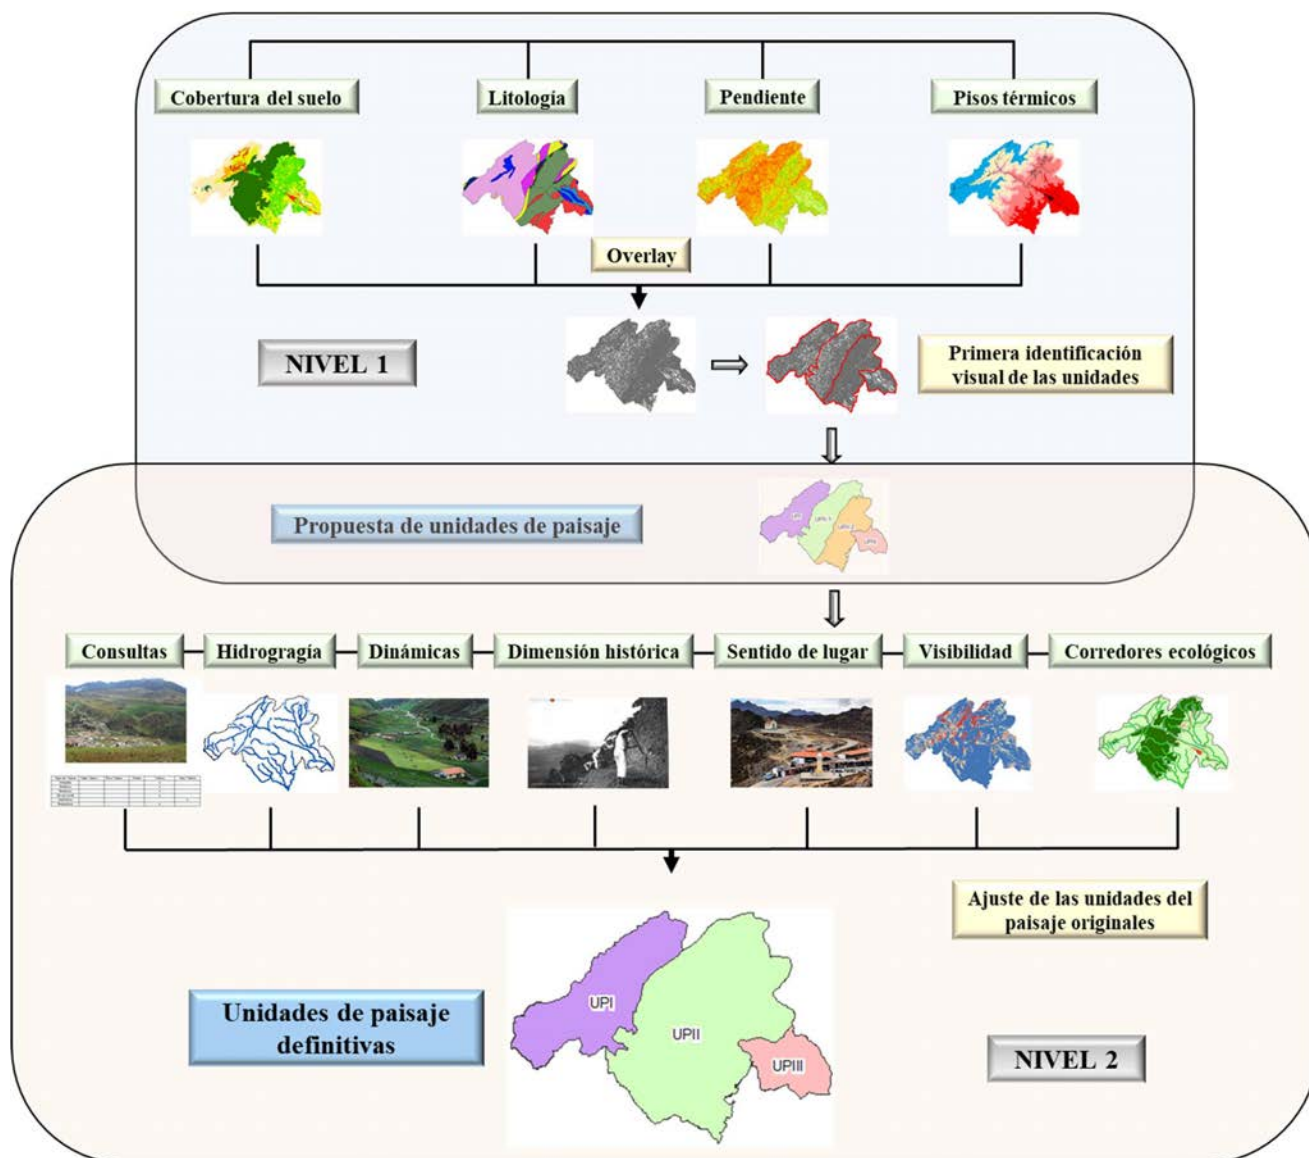 Cobertura del suelo
Litología
Pendiente
Pisos térmicos
Overlay
NIVEL 1
Primera identificación
visual de las unidades
Propuesta de unidades de paisaje
UPI
Consultas
Hidrogragía
Dinámicas
Dimensión histórica
Sentido de lugar
Visibilidad
Corredores ecológicos
Ajuste de las unidades del
paisaje originales
Unidades de paisaje
definitivas
UPI
UPII
UPIII
NIVEL 2